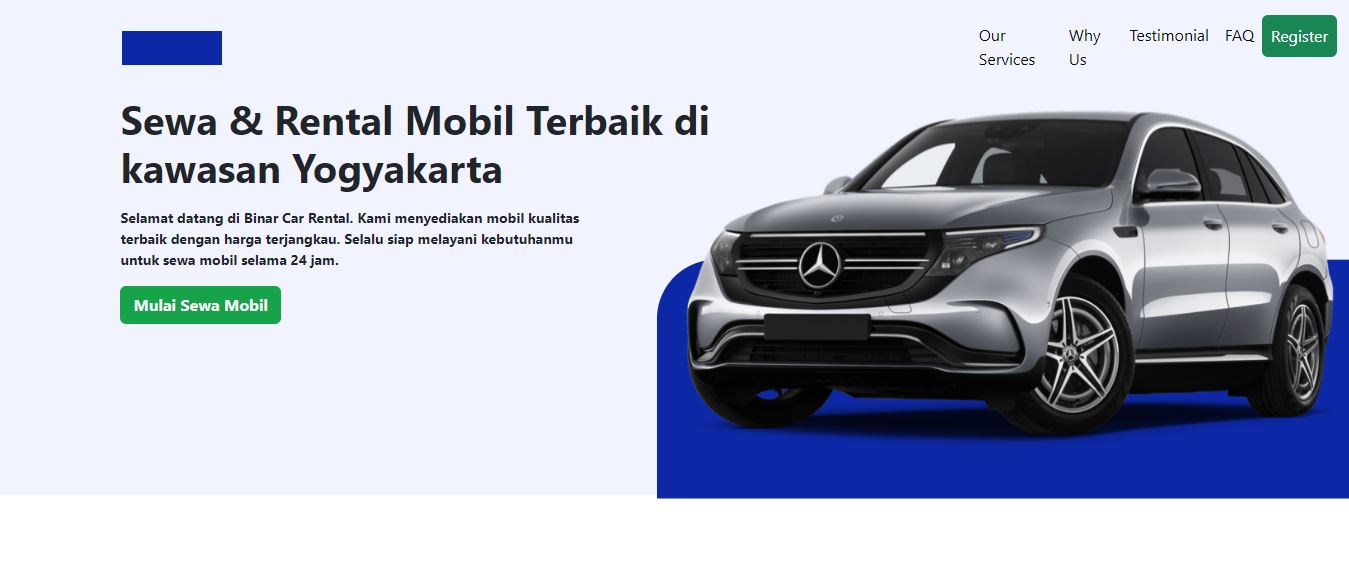 Our Services
Why Us
Testimonial
FAQ
Register
Sewa & Rental Mobil Terbaik di
kawasan Yogyakarta
Selamat datang di Binar Car Rental. Kami menyediakan mobil kualitas
terbaik dengan harga terjangkau. Selalu siap melayani kebutuhanmu
untuk sewa mobil selama 24 jam.
Mulai Sewa Mobil